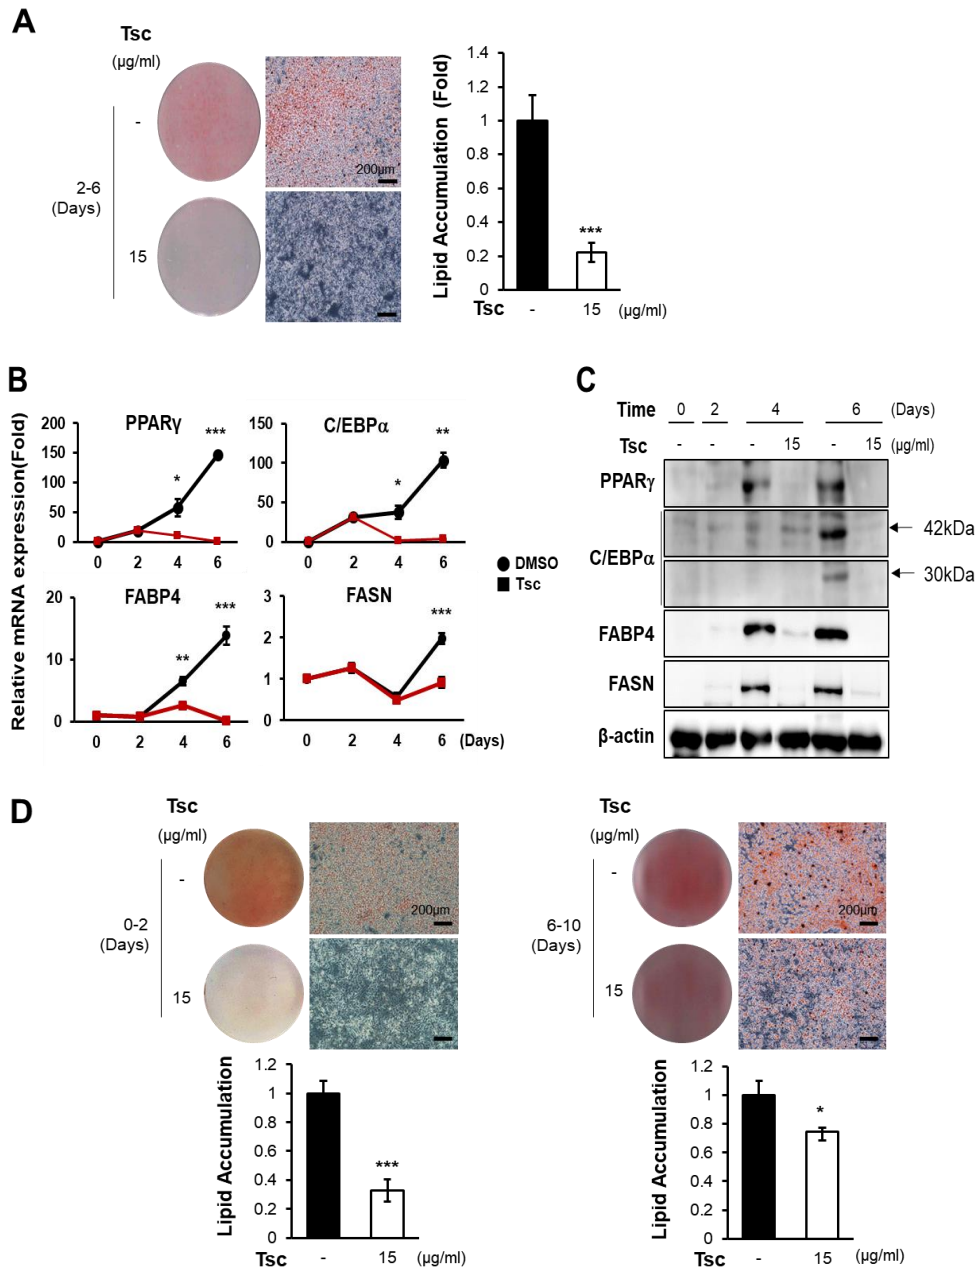 A
Tsc
(µg/ml)
-
2-6
(Days)
15
200µm
Lipid Accumulation (Fold)
1.4
1.2
1
0.8
0.6
0.4
0.2
0
***
Tsc - 15 (µg/ml)
B
Relative mRNA expression(Fold)
PPARγ
200
150
100
50
0
* ***
0 2 4 6
C/EBPα
150
100
50
0
* **
0 2 4 6
DMSO
Tsc
FABP4
20
10
0
** ***
0 2 4 6
FASN
3
2
1
0
***
0 2 4 6 (Days)
C
Time 0 2 4 6 (Days)
Tsc - - - 15 - 15 (µg/ml)
PPARγ
C/EBPα
42kDa
30kDa
FABP4
FASN
β-actin
D
Tsc
(µg/ml)
-
0-2
(Days)
15
200µm
Lipid Accumulation
1.2
1
0.8
0.6
0.4
0.2
0
***
Tsc - 15 (µg/ml)
Tsc
(µg/ml)
-
6-10
(Days)
15
200µm
Lipid Accumulation
1.2
1
0.8
0.6
0.4
0.2
0
*
Tsc - 15 (µg/ml)